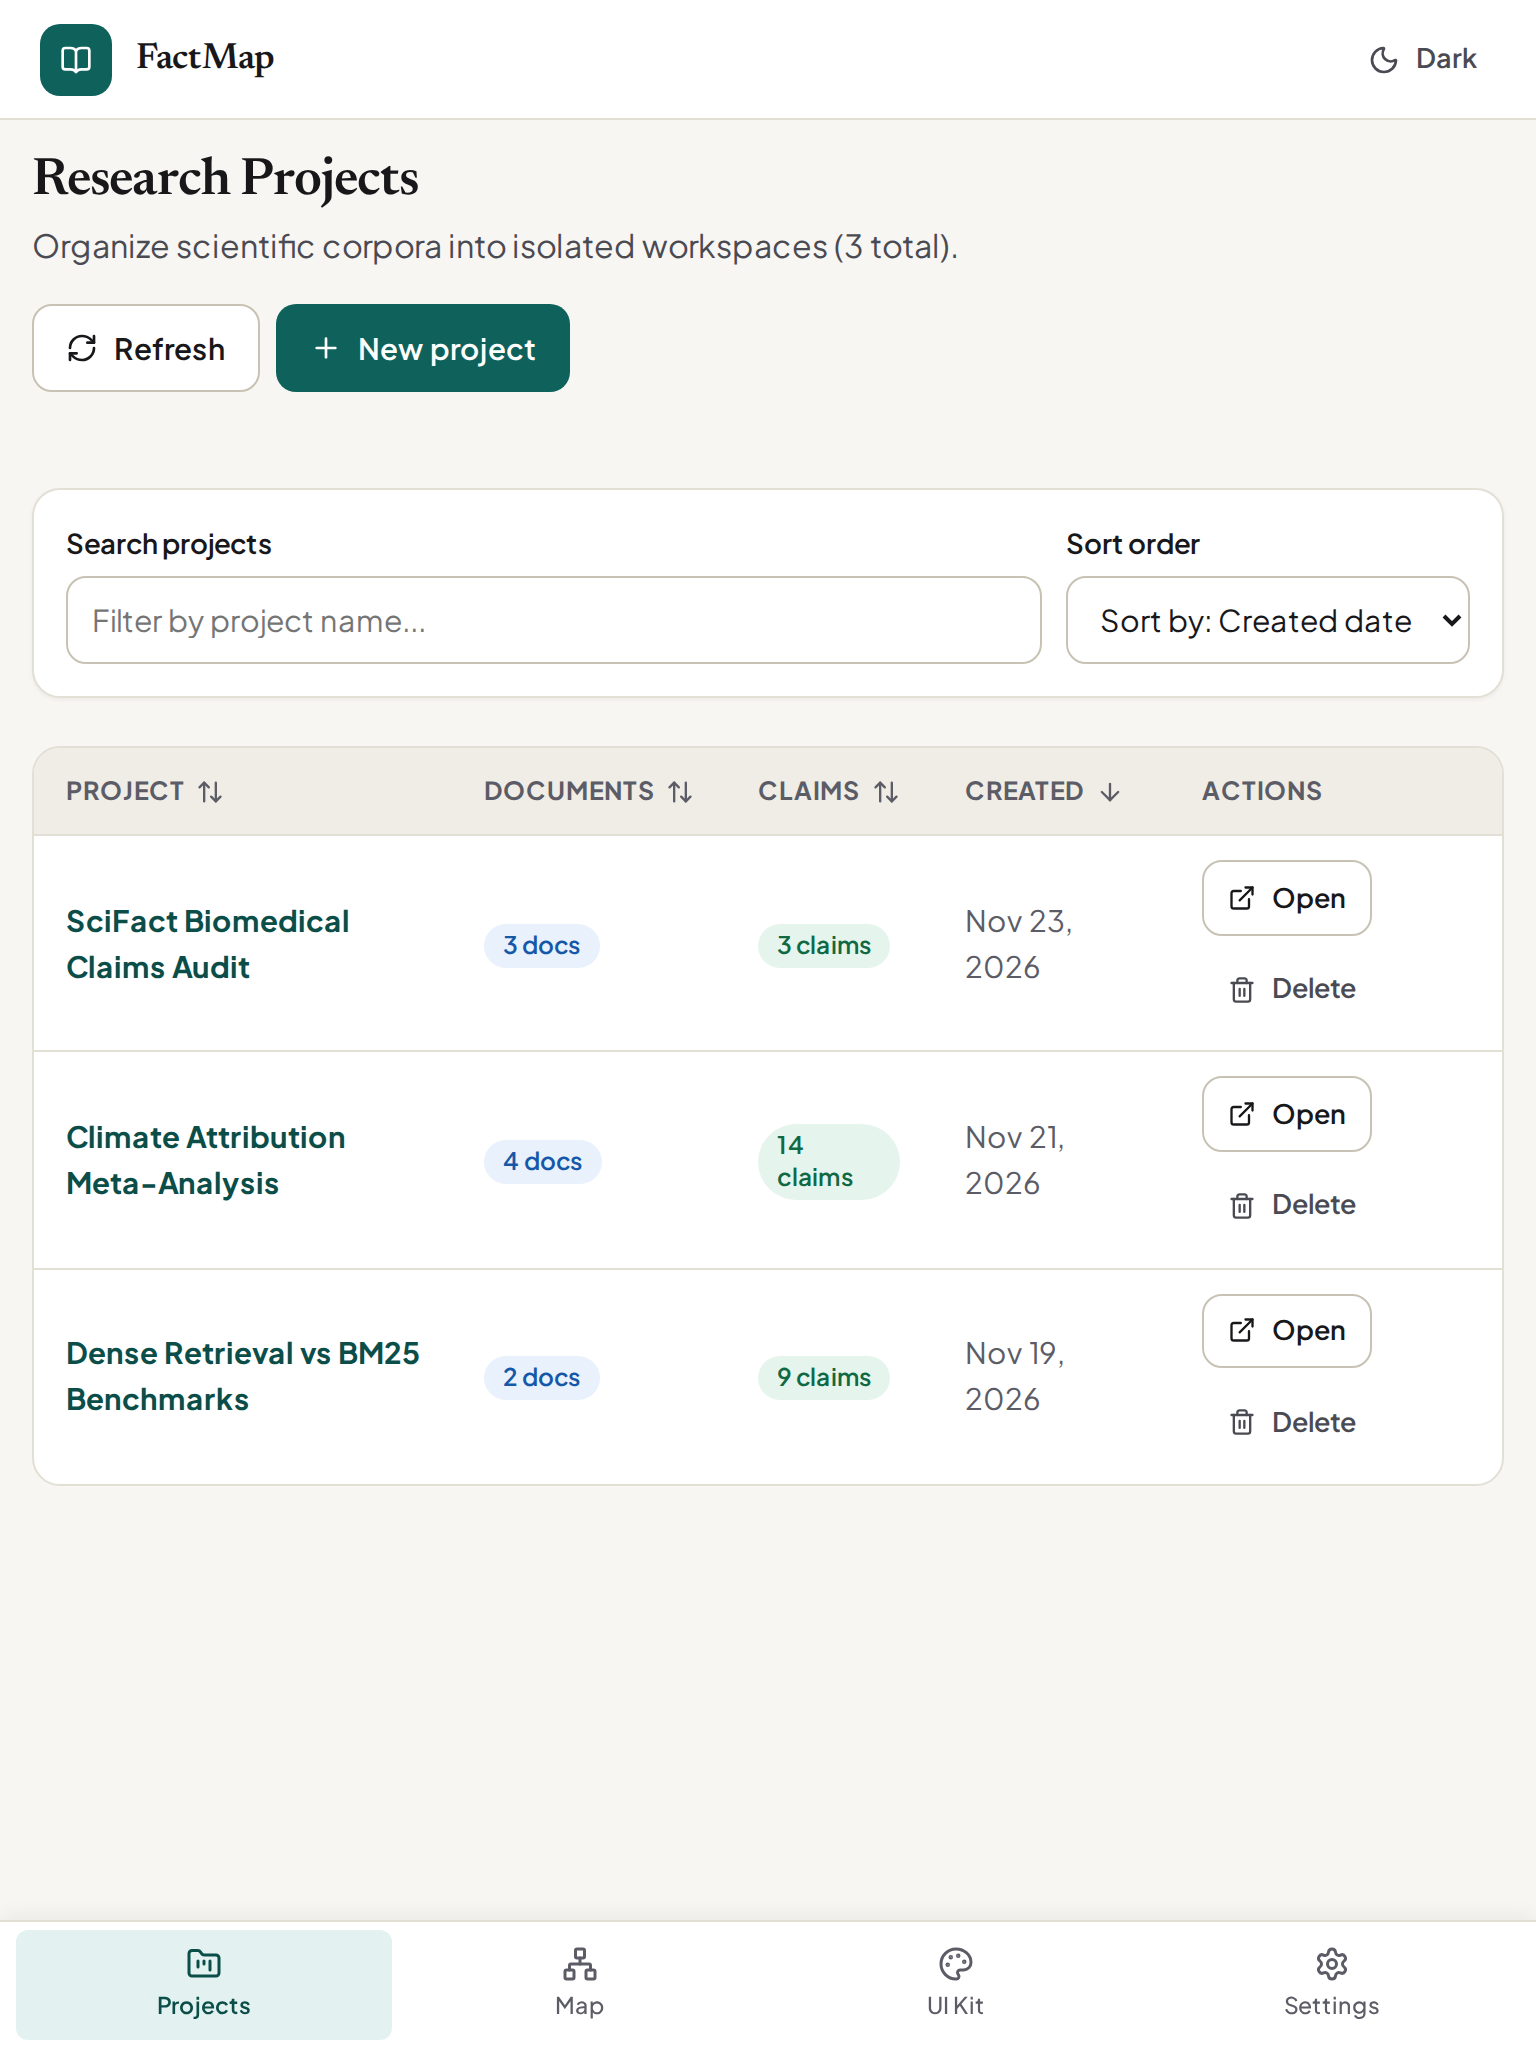 FactMap
Dark
Research Projects
Organize scientific corpora into isolated workspaces (3 total).
Refresh
New project
Search projects
Sort order
Filter by project name...
Sort by: Created date
PROJECT
DOCUMENTS
CLAIMS
CREATED
ACTIONS
SciFact Biomedical
Claims Audit
3 docs
3 claims
Nov 23,
2026
Open
Delete
Climate Attribution
Meta-Analysis
4 docs
14
claims
Nov 21,
2026
Open
Delete
Dense Retrieval vs BM25
Benchmarks
2 docs
9 claims
Nov 19,
2026
Open
Delete
Projects
Map
UI Kit
Settings